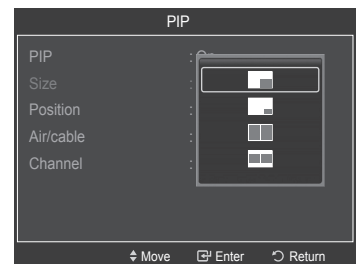 PIP
PIP : On
Size :
Position :
Air/cable :
Channel :
Move Enter Return